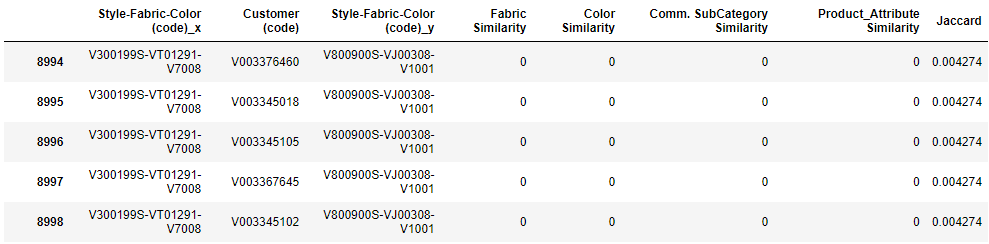 Style-Fabric-Color (code)_x Customer (code) Style-Fabric-Color (code)_y Fabric Similarity Color Similarity Comm. SubCategory Similarity Product_Attribute Similarity Jaccard
8994 V300199S-VT01291-V7008 V003376460 V800900S-VJ00308-V1001 0 0 0 0 0.004274
8995 V300199S-VT01291-V7008 V003345018 V800900S-VJ00308-V1001 0 0 0 0 0.004274
8996 V300199S-VT01291-V7008 V003345105 V800900S-VJ00308-V1001 0 0 0 0 0.004274
8997 V300199S-VT01291-V7008 V003367645 V800900S-VJ00308-V1001 0 0 0 0 0.004274
8998 V300199S-VT01291-V7008 V003345102 V800900S-VJ00308-V1001 0 0 0 0 0.004274